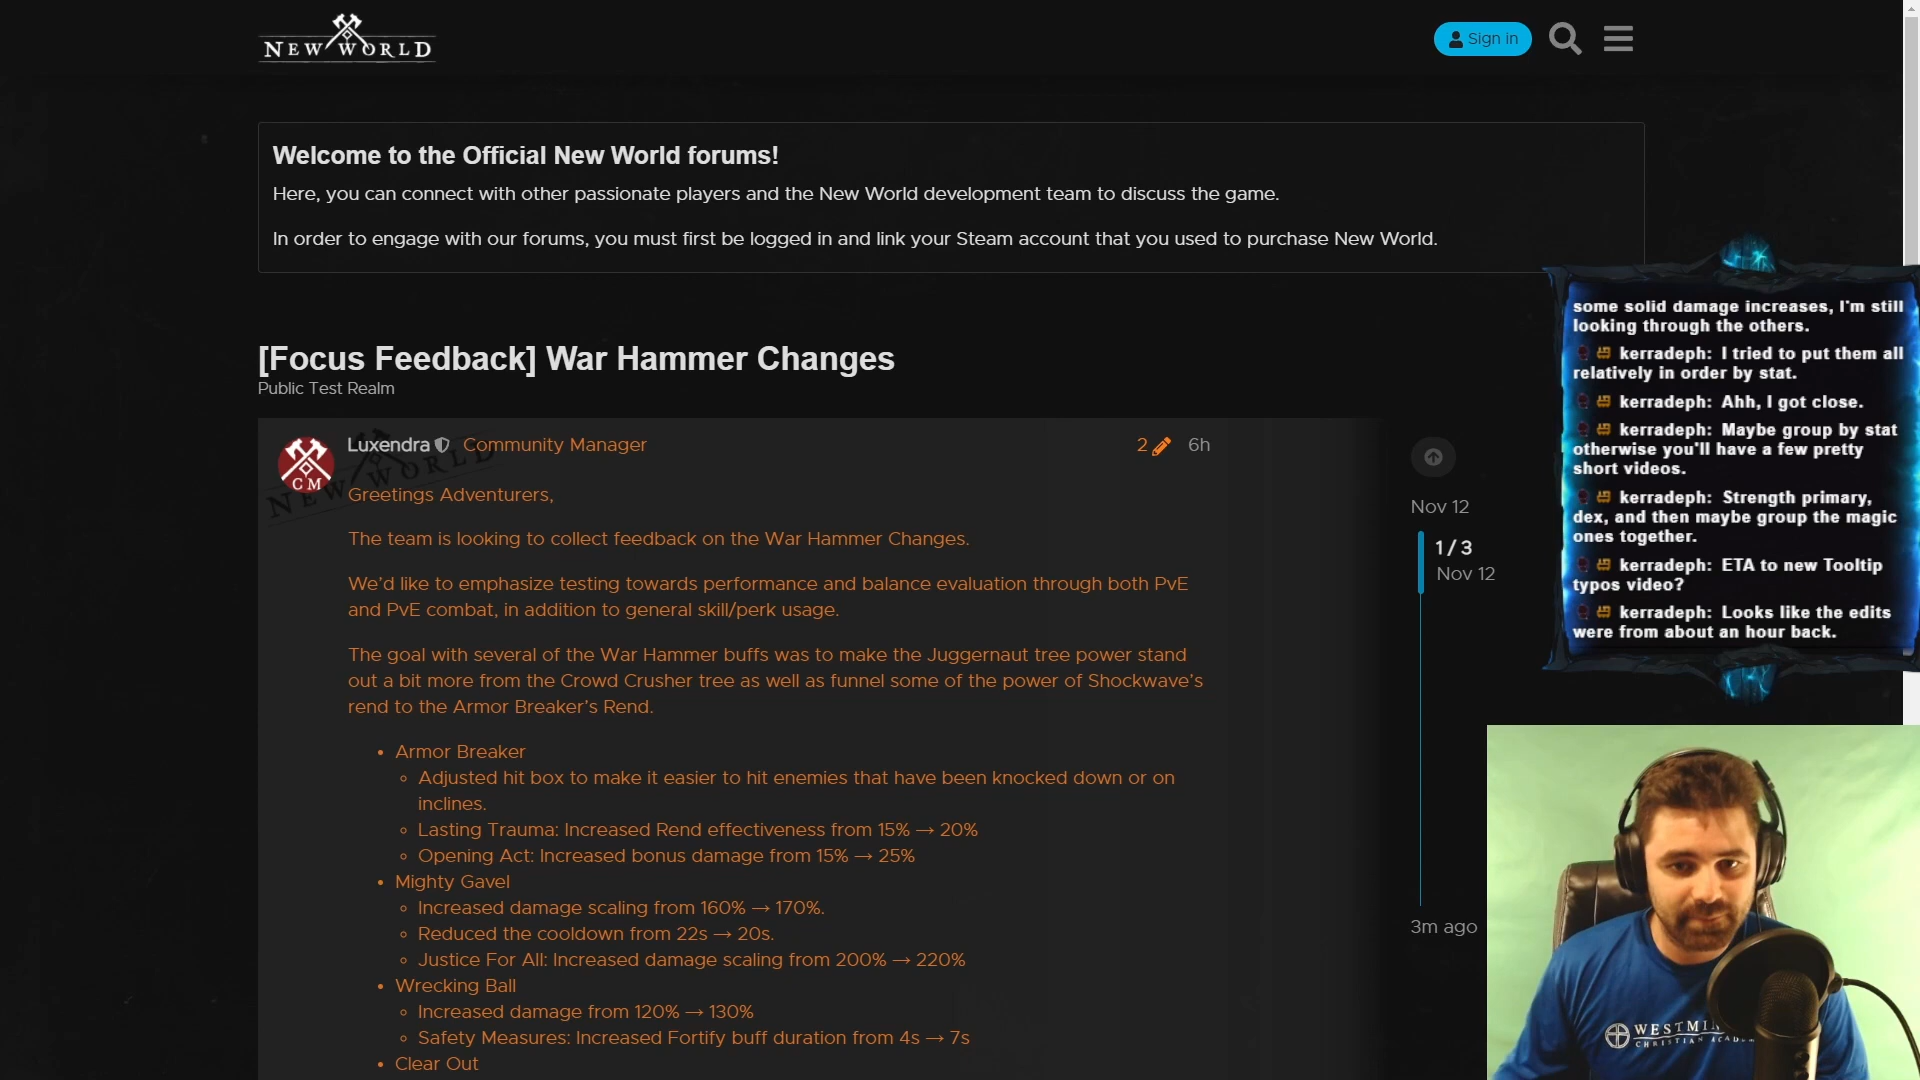 NEW WORLD
Sign in
Welcome to the Official New World forums!
Here, you can connect with other passionate players and the New World development team to discuss the game.
In order to engage with our forums, you must first be logged in and link your Steam account that you used to purchase New World.
[Focus Feedback] War Hammer Changes
Public Test Realm
CM
NEW WORLD
Luxendra Community Manager
2 6h
Greetings Adventurers,
The team is looking to collect feedback on the War Hammer Changes.
We’d like to emphasize testing towards performance and balance evaluation through both PvE
and PvE combat, in addition to general skill/perk usage.
The goal with several of the War Hammer buffs was to make the Juggernaut tree power stand
out a bit more from the Crowd Crusher tree as well as funnel some of the power of Shockwave’s
rend to the Armor Breaker’s Rend.
• Armor Breaker
◦ Adjusted hit box to make it easier to hit enemies that have been knocked down or on
inclines.
◦ Lasting Trauma: Increased Rend effectiveness from 15% → 20%
◦ Opening Act: Increased bonus damage from 15% → 25%
• Mighty Gavel
◦ Increased damage scaling from 160% → 170%.
◦ Reduced the cooldown from 22s → 20s.
◦ Justice For All: Increased damage scaling from 200% → 220%
• Wrecking Ball
◦ Increased damage from 120% → 130%
◦ Safety Measures: Increased Fortify buff duration from 4s → 7s
• Clear Out
Nov 12
1 / 3
Nov 12
3m ago
some solid damage increases, I'm still
looking through the others.
kerradeph: I tried to put them all
relatively in order by stat.
kerradeph: Ahh, I got close.
kerradeph: Maybe group by stat
otherwise you'll have a few pretty
short videos.
kerradeph: Strength primary,
dex, and then maybe group the magic
ones together.
kerradeph: ETA to new Tooltip
typos video?
kerradeph: Looks like the edits
were from about an hour back.